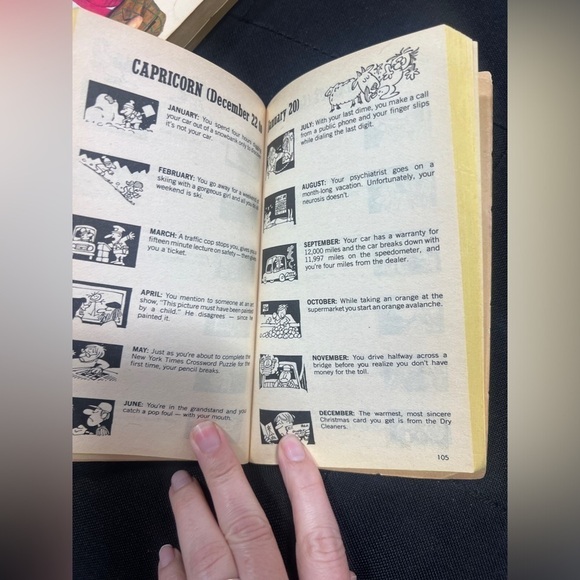 CAPRICORN (December 22 to January 20)
JANUARY: You spend four hours digging
your car out of a snowbank only to discover
it's not your car.
FEBRUARY: You go away for a weekend of
skiing with a gorgeous girl and all you do
weekend is ski.
MARCH: A traffic cop stops you, gives you
fifteen minute lecture on safety — then
you a ticket.
APRIL: You mention to someone at an art
show, "This picture must have been painted
by a child." He disagrees — since he
painted it.
MAY: Just as you're about to complete the
New York Times Crossword Puzzle for the
first time, your pencil breaks.
JUNE: You're in the grandstand and you
catch a pop foul — with your mouth.
JULY: With your last dime, you make a call
from a public phone and your finger slips
while dialing the last digit.
AUGUST: Your psychiatrist goes on a
month-long vacation. Unfortunately, your
neurosis doesn't.
SEPTEMBER: Your car has a warranty for
12,000 miles and the car breaks down with
11,997 miles on the speedometer, and
you're four miles from the dealer.
OCTOBER: While taking an orange at the
supermarket you start an orange avalanche.
NOVEMBER: You drive halfway across a
bridge before you realize you don't have
money for the toll.
DECEMBER: The warmest, most sincere
Christmas card you get is from the Dry
Cleaners.
105